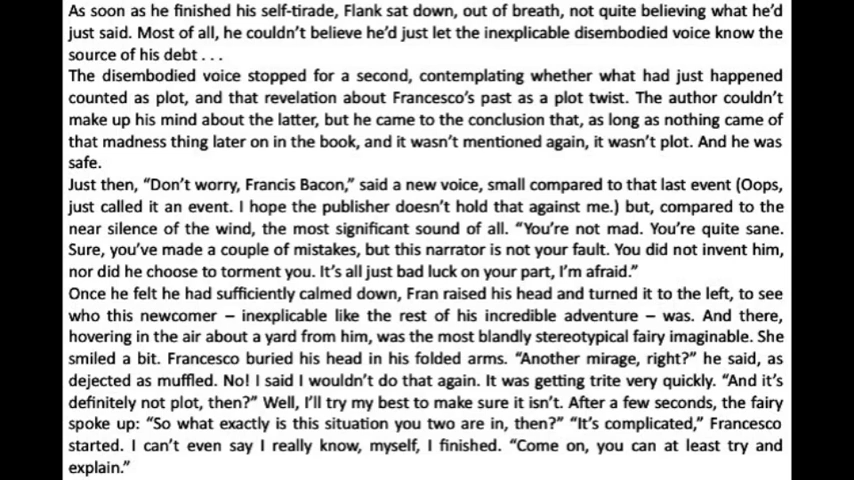 As soon as he finished his self-tirade, Flank sat down, out of breath, not quite believing what he’d
just said. Most of all, he couldn’t believe he’d just let the inexplicable disembodied voice know the
source of his debt . . .
The disembodied voice stopped for a second, contemplating whether what had just happened
counted as plot, and that revelation about Francesco’s past as a plot twist. The author couldn’t
make up his mind about the latter, but he came to the conclusion that, as long as nothing came of
that madness thing later on in the book, and it wasn’t mentioned again, it wasn’t plot. And he was
safe.
Just then, “Don’t worry, Francis Bacon,” said a new voice, small compared to that last event (Oops,
just called it an event. I hope the publisher doesn’t hold that against me.) but, compared to the
near silence of the wind, the most significant sound of all. “You’re not mad. You’re quite sane.
Sure, you’ve made a couple of mistakes, but this narrator is not your fault. You did not invent him,
nor did he choose to torment you. It’s all just bad luck on your part, I’m afraid.”
Once he felt he had sufficiently calmed down, Fran raised his head and turned it to the left, to see
who this newcomer – inexplicable like the rest of his incredible adventure – was. And there,
hovering in the air about a yard from him, was the most blandly stereotypical fairy imaginable. She
smiled a bit. Francesco buried his head in his folded arms. “Another mirage, right?” he said, as
dejected as muffled. No! I said I wouldn’t do that again. It was getting trite very quickly. “And it’s
definitely not plot, then?” Well, I’ll try my best to make sure it isn’t. After a few seconds, the fairy
spoke up: “So what exactly is this situation you two are in, then?” “It’s complicated,” Francesco
started. I can’t even say I really know, myself, I finished. “Come on, you can at least try and
explain.”